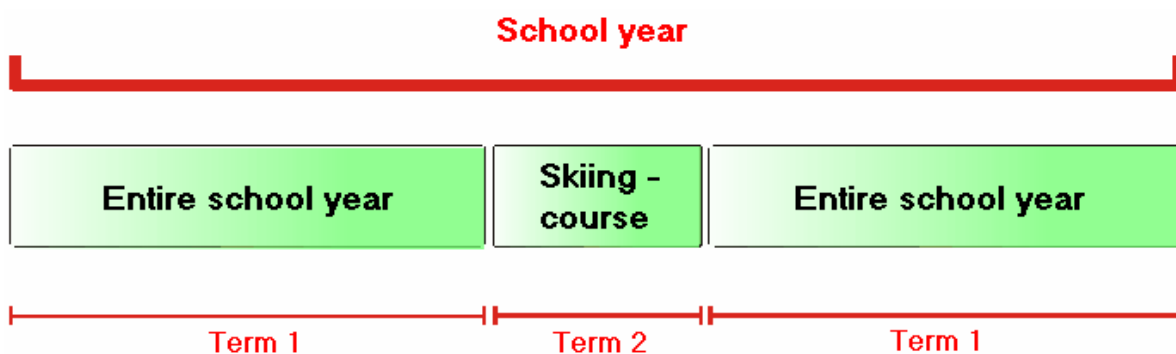 School year
Entire school year
Skiing -
course
Entire school year
Term 1
Term 2
Term 1